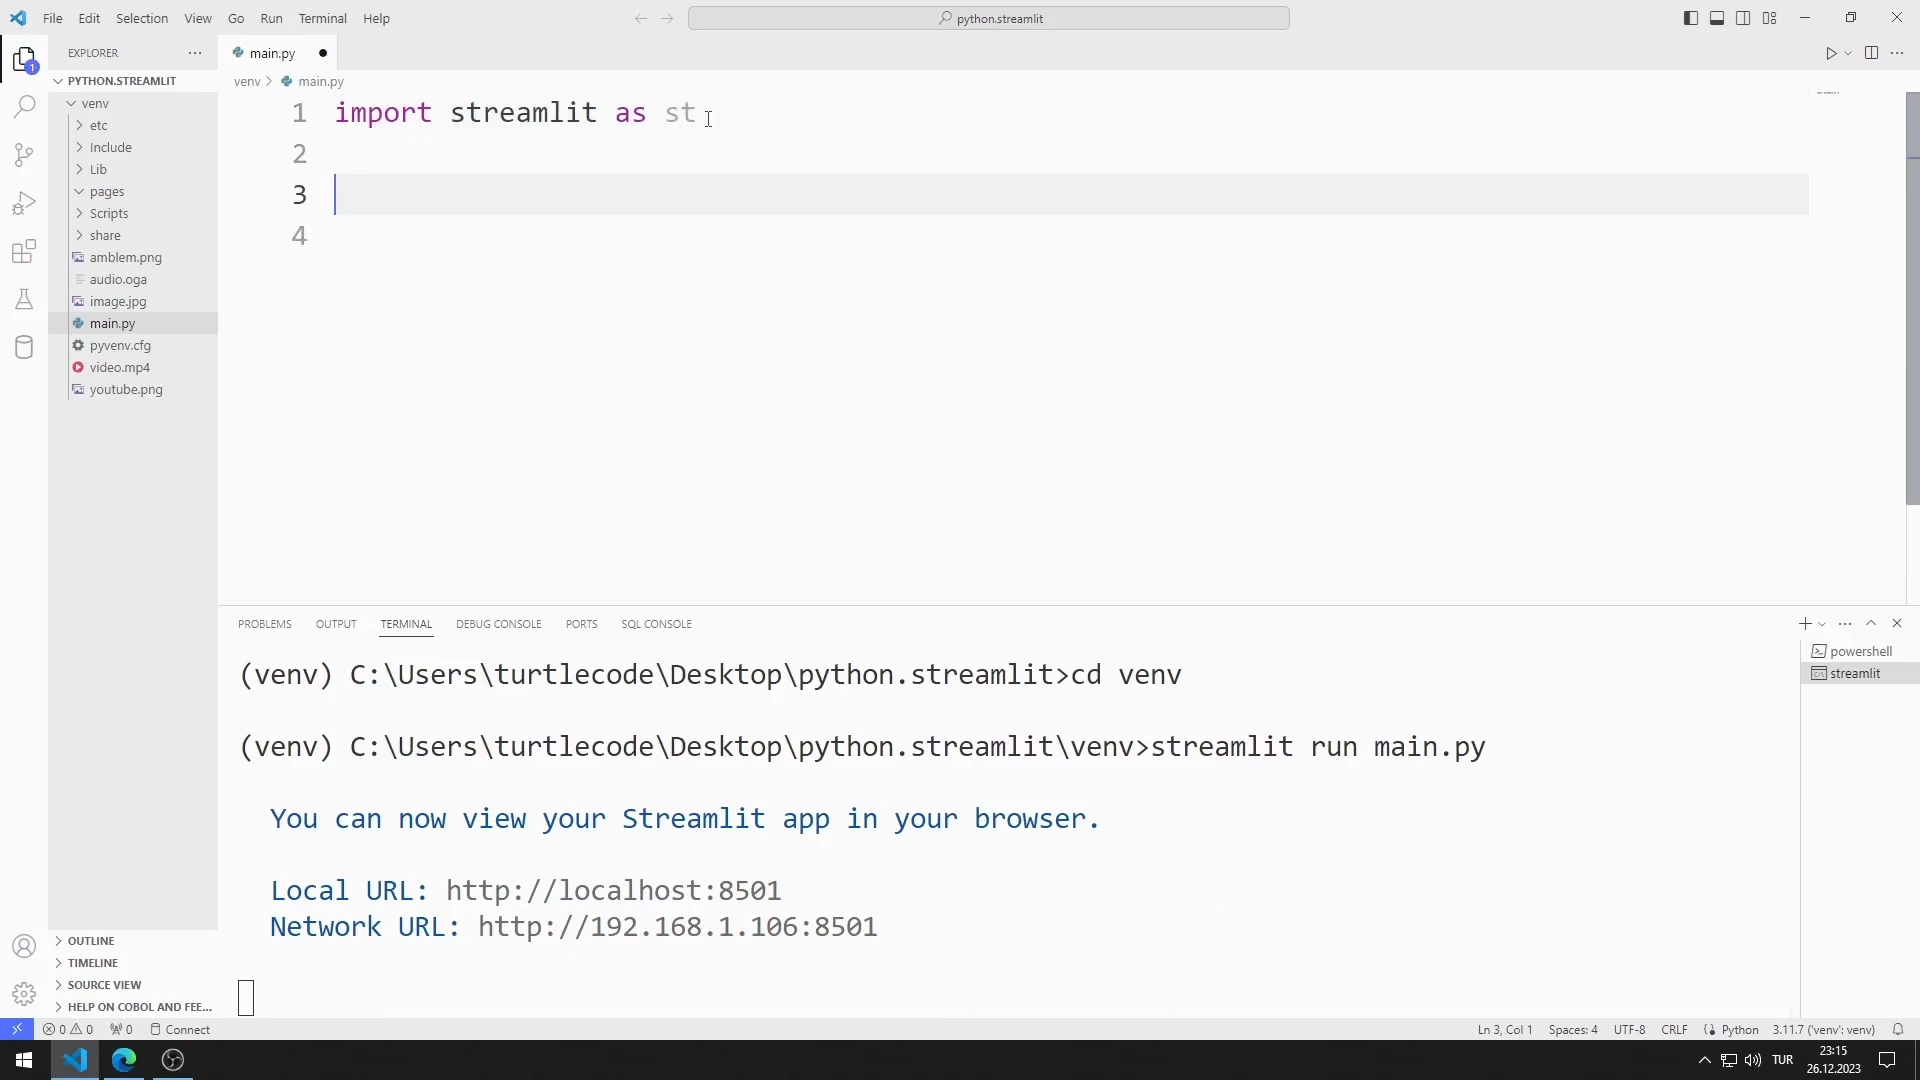 File Edit Selection View Go Run Terminal Help
python.streamlit
EXPLORER
main.py
PYTHON.STREAMLIT
venv > main.py
venv
etc
Include
Lib
pages
Scripts
share
amblem.png
audio.oga
image.jpg
main.py
pyvenv.cfg
video.mp4
youtube.png
1 import streamlit as st
2
3
4
PROBLEMS OUTPUT TERMINAL DEBUG CONSOLE PORTS SQL CONSOLE
powershell
streamlit
(venv) C:\Users\turtlecode\Desktop\python.streamlit>cd venv
(venv) C:\Users\turtlecode\Desktop\python.streamlit\venv>streamlit run main.py
You can now view your Streamlit app in your browser.
Local URL: http://localhost:8501
Network URL: http://192.168.1.106:8501
OUTLINE
TIMELINE
SOURCE VIEW
HELP ON COBOL AND FEE...
1
0 0 0 Connect
Ln 3, Col 1 Spaces: 4 UTF-8 CRLF Python 3.11.7 ('venv': venv)
TUR
23:15
26.12.2023